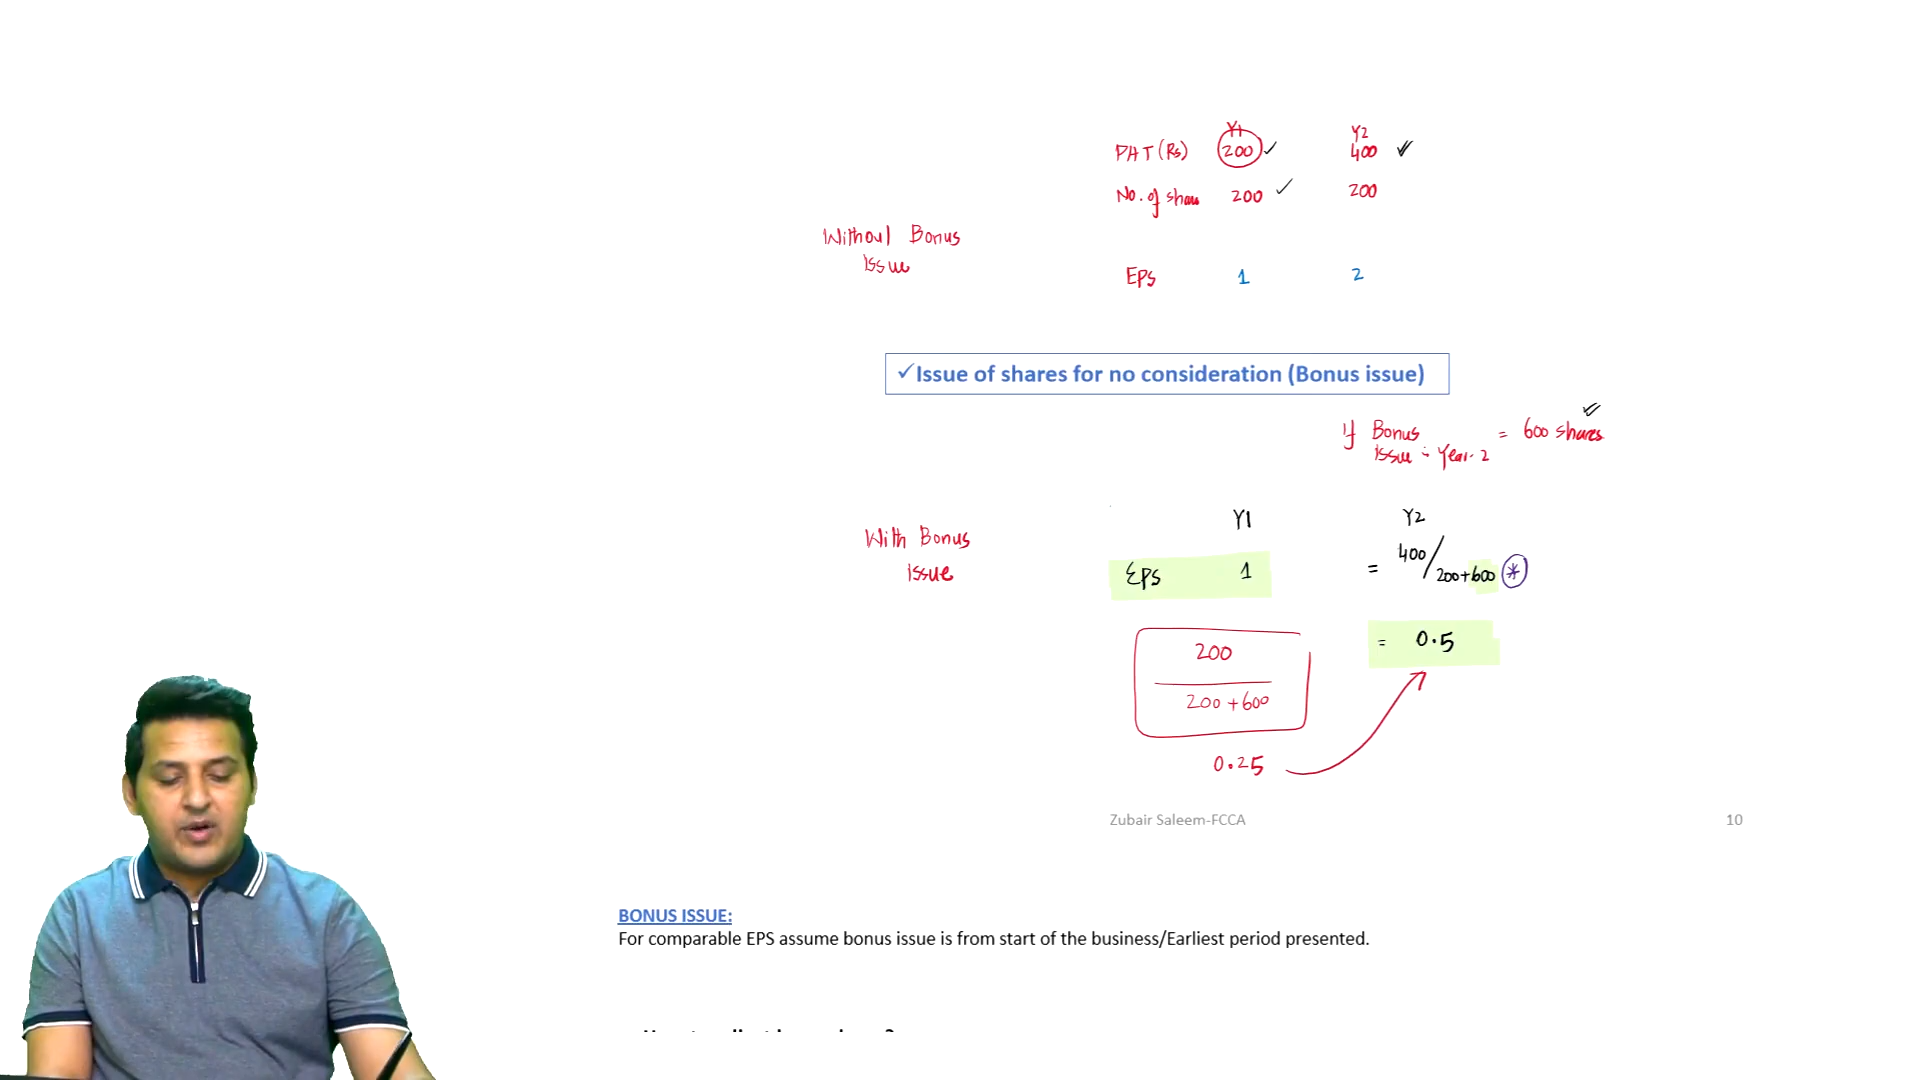 Y1 Y2
PAT (Rs) 200 ✓ 400 ✓
No. of share 200 ✓ 200
Without Bonus
Issue
EPS 1 2
✓Issue of shares for no consideration (Bonus issue)
If Bonus = 600 shares
Issue - Year-2
Y1 Y2
With Bonus
Issue
EPS 1 = 400/200+600 *
= 0.5
200
200+600
0.25
Zubair Saleem-FCCA 10
BONUS ISSUE:
For comparable EPS assume bonus issue is from start of the business/Earliest period presented.